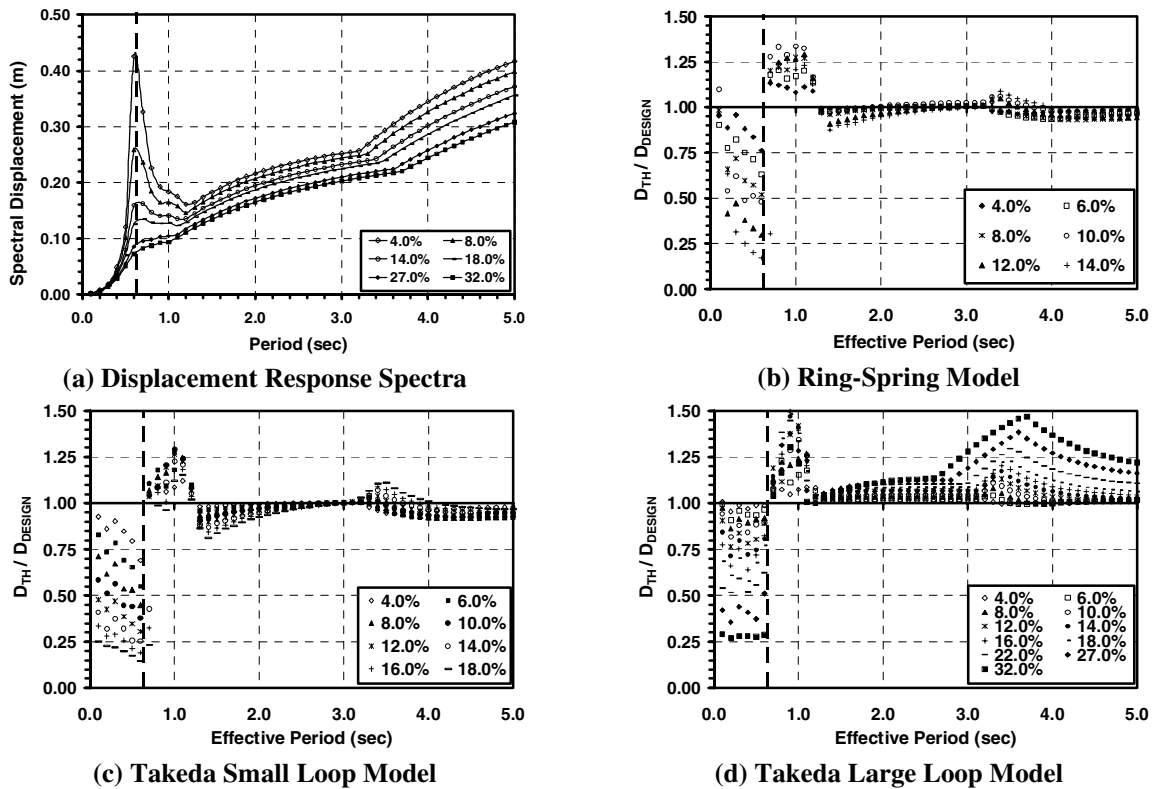 Spectral Displacement (m)
0.50
0.40
0.30
0.20
0.10
0.00
4.0% 8.0%
14.0% 18.0%
27.0% 32.0%
0.0 1.0 2.0 3.0 4.0 5.0
Period (sec)
(a) Displacement Response Spectra
DTH / DDESIGN
1.50
1.25
1.00
0.75
0.50
0.25
0.00
4.0% 6.0%
8.0% 10.0%
12.0% 14.0%
0.0 1.0 2.0 3.0 4.0 5.0
Effective Period (sec)
(b) Ring-Spring Model
DTH / DDESIGN
1.50
1.25
1.00
0.75
0.50
0.25
0.00
4.0% 6.0%
8.0% 10.0%
12.0% 14.0%
16.0% 18.0%
0.0 1.0 2.0 3.0 4.0 5.0
Effective Period (sec)
(c) Takeda Small Loop Model
DTH / DDESIGN
1.50
1.25
1.00
0.75
0.50
0.25
0.00
4.0% 6.0%
8.0% 10.0%
12.0% 14.0%
16.0% 18.0%
22.0% 27.0%
32.0%
0.0 1.0 2.0 3.0 4.0 5.0
Effective Period (sec)
(d) Takeda Large Loop Model